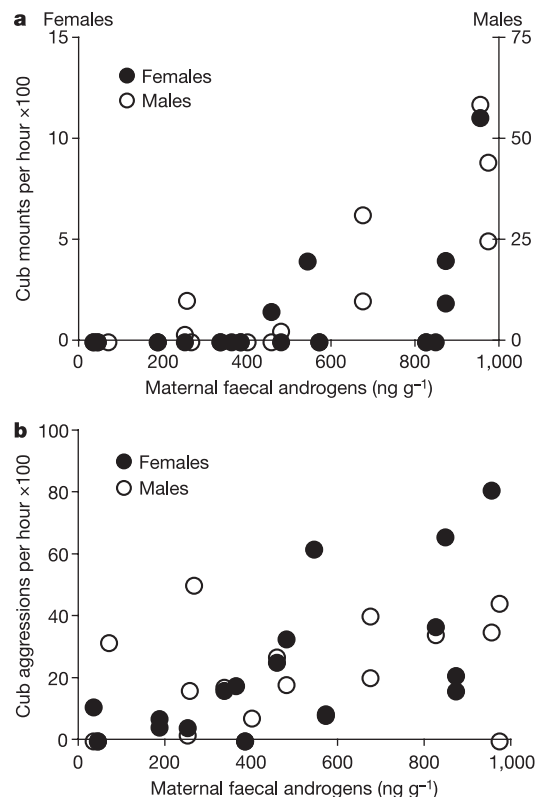 a Females Males
15 75
Females
Males
10 50
5 25
0 0
0 200 400 600 800 1,000
Cub mounts per hour ×100
Maternal faecal androgens (ng g⁻¹)
b
100
Females
Males
80
60
40
20
0
0 200 400 600 800 1,000
Cub aggressions per hour ×100
Maternal faecal androgens (ng g⁻¹)